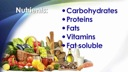 Nutrients
• Carbohydrates
• Proteins
• Fats
• Vitamins
• Fat soluble